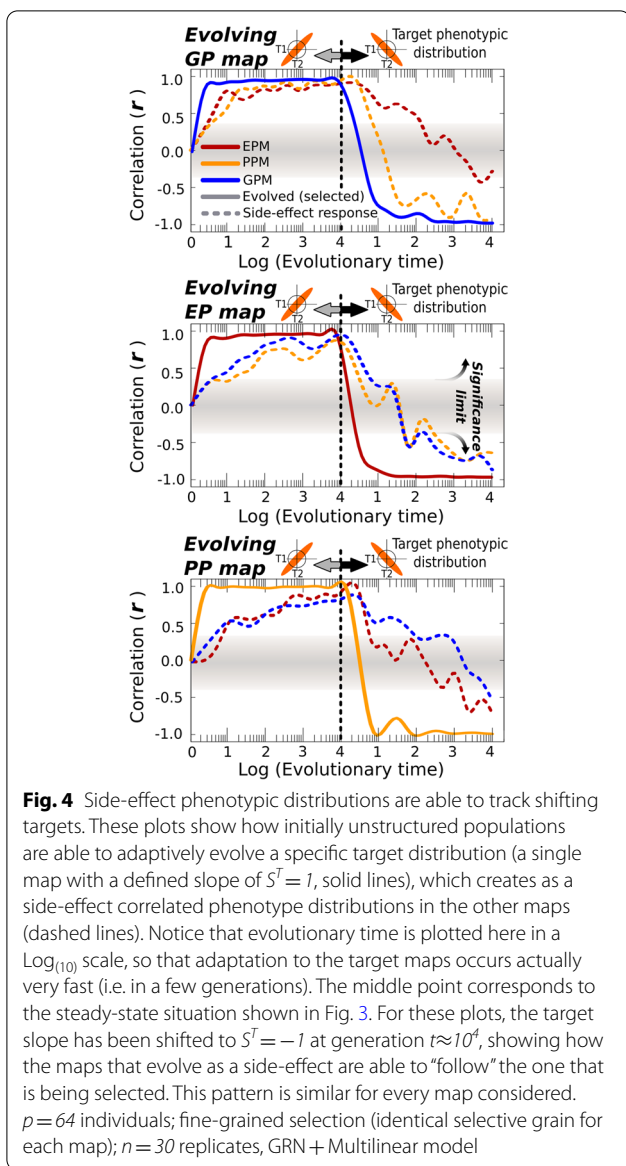 Evolving
GP map
T1
T2
T1
T2
Target phenotypic
distribution
Correlation (r)
1.0
0.5
0.0
-0.5
-1.0
EPM
PPM
GPM
Evolved (selected)
Side-effect response
0 1 2 3 4 1 2 3 4
Log (Evolutionary time)
Evolving
EP map
T1
T2
T1
T2
Target phenotypic
distribution
Correlation (r)
1.0
0.5
0.0
-0.5
-1.0
Significance
limit
0 1 2 3 4 1 2 3 4
Log (Evolutionary time)
Evolving
PP map
T1
T2
T1
T2
Target phenotypic
distribution
Correlation (r)
1.0
0.5
0.0
-0.5
-1.0
0 1 2 3 4 1 2 3 4
Log (Evolutionary time)
Fig. 4 Side-effect phenotypic distributions are able to track shifting
targets. These plots show how initially unstructured populations
are able to adaptively evolve a specific target distribution (a single
map with a defined slope of S^T = 1, solid lines), which creates as a
side-effect correlated phenotype distributions in the other maps
(dashed lines). Notice that evolutionary time is plotted here in a
Log(10) scale, so that adaptation to the target maps occurs actually
very fast (i.e. in a few generations). The middle point corresponds to
the steady-state situation shown in Fig. 3. For these plots, the target
slope has been shifted to S^T = −1 at generation t≈10^4, showing how
the maps that evolve as a side-effect are able to "follow" the one that
is being selected. This pattern is similar for every map considered.
p = 64 individuals; fine-grained selection (identical selective grain for
each map); n = 30 replicates, GRN + Multilinear model